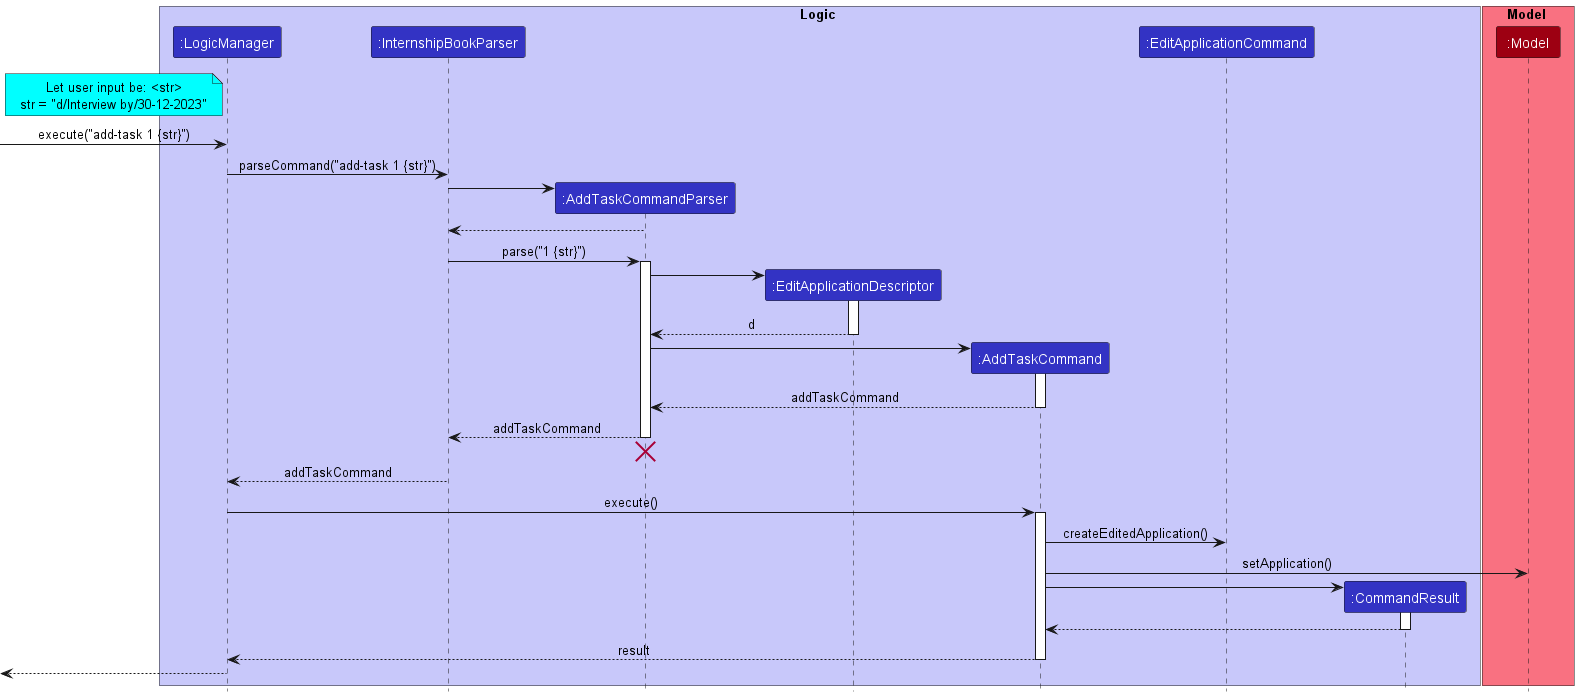 Logic
Model
:LogicManager
:InternshipBookParser
:EditApplicationCommand
:Model
Let user input be: <str>
str = "d/Interview by/30-12-2023"
execute("add-task 1 {str}")
parseCommand("add-task 1 {str}")
:AddTaskCommandParser
parse("1 {str}")
:EditApplicationDescriptor
d
:AddTaskCommand
addTaskCommand
addTaskCommand
addTaskCommand
execute()
createEditedApplication()
setApplication()
:CommandResult
result